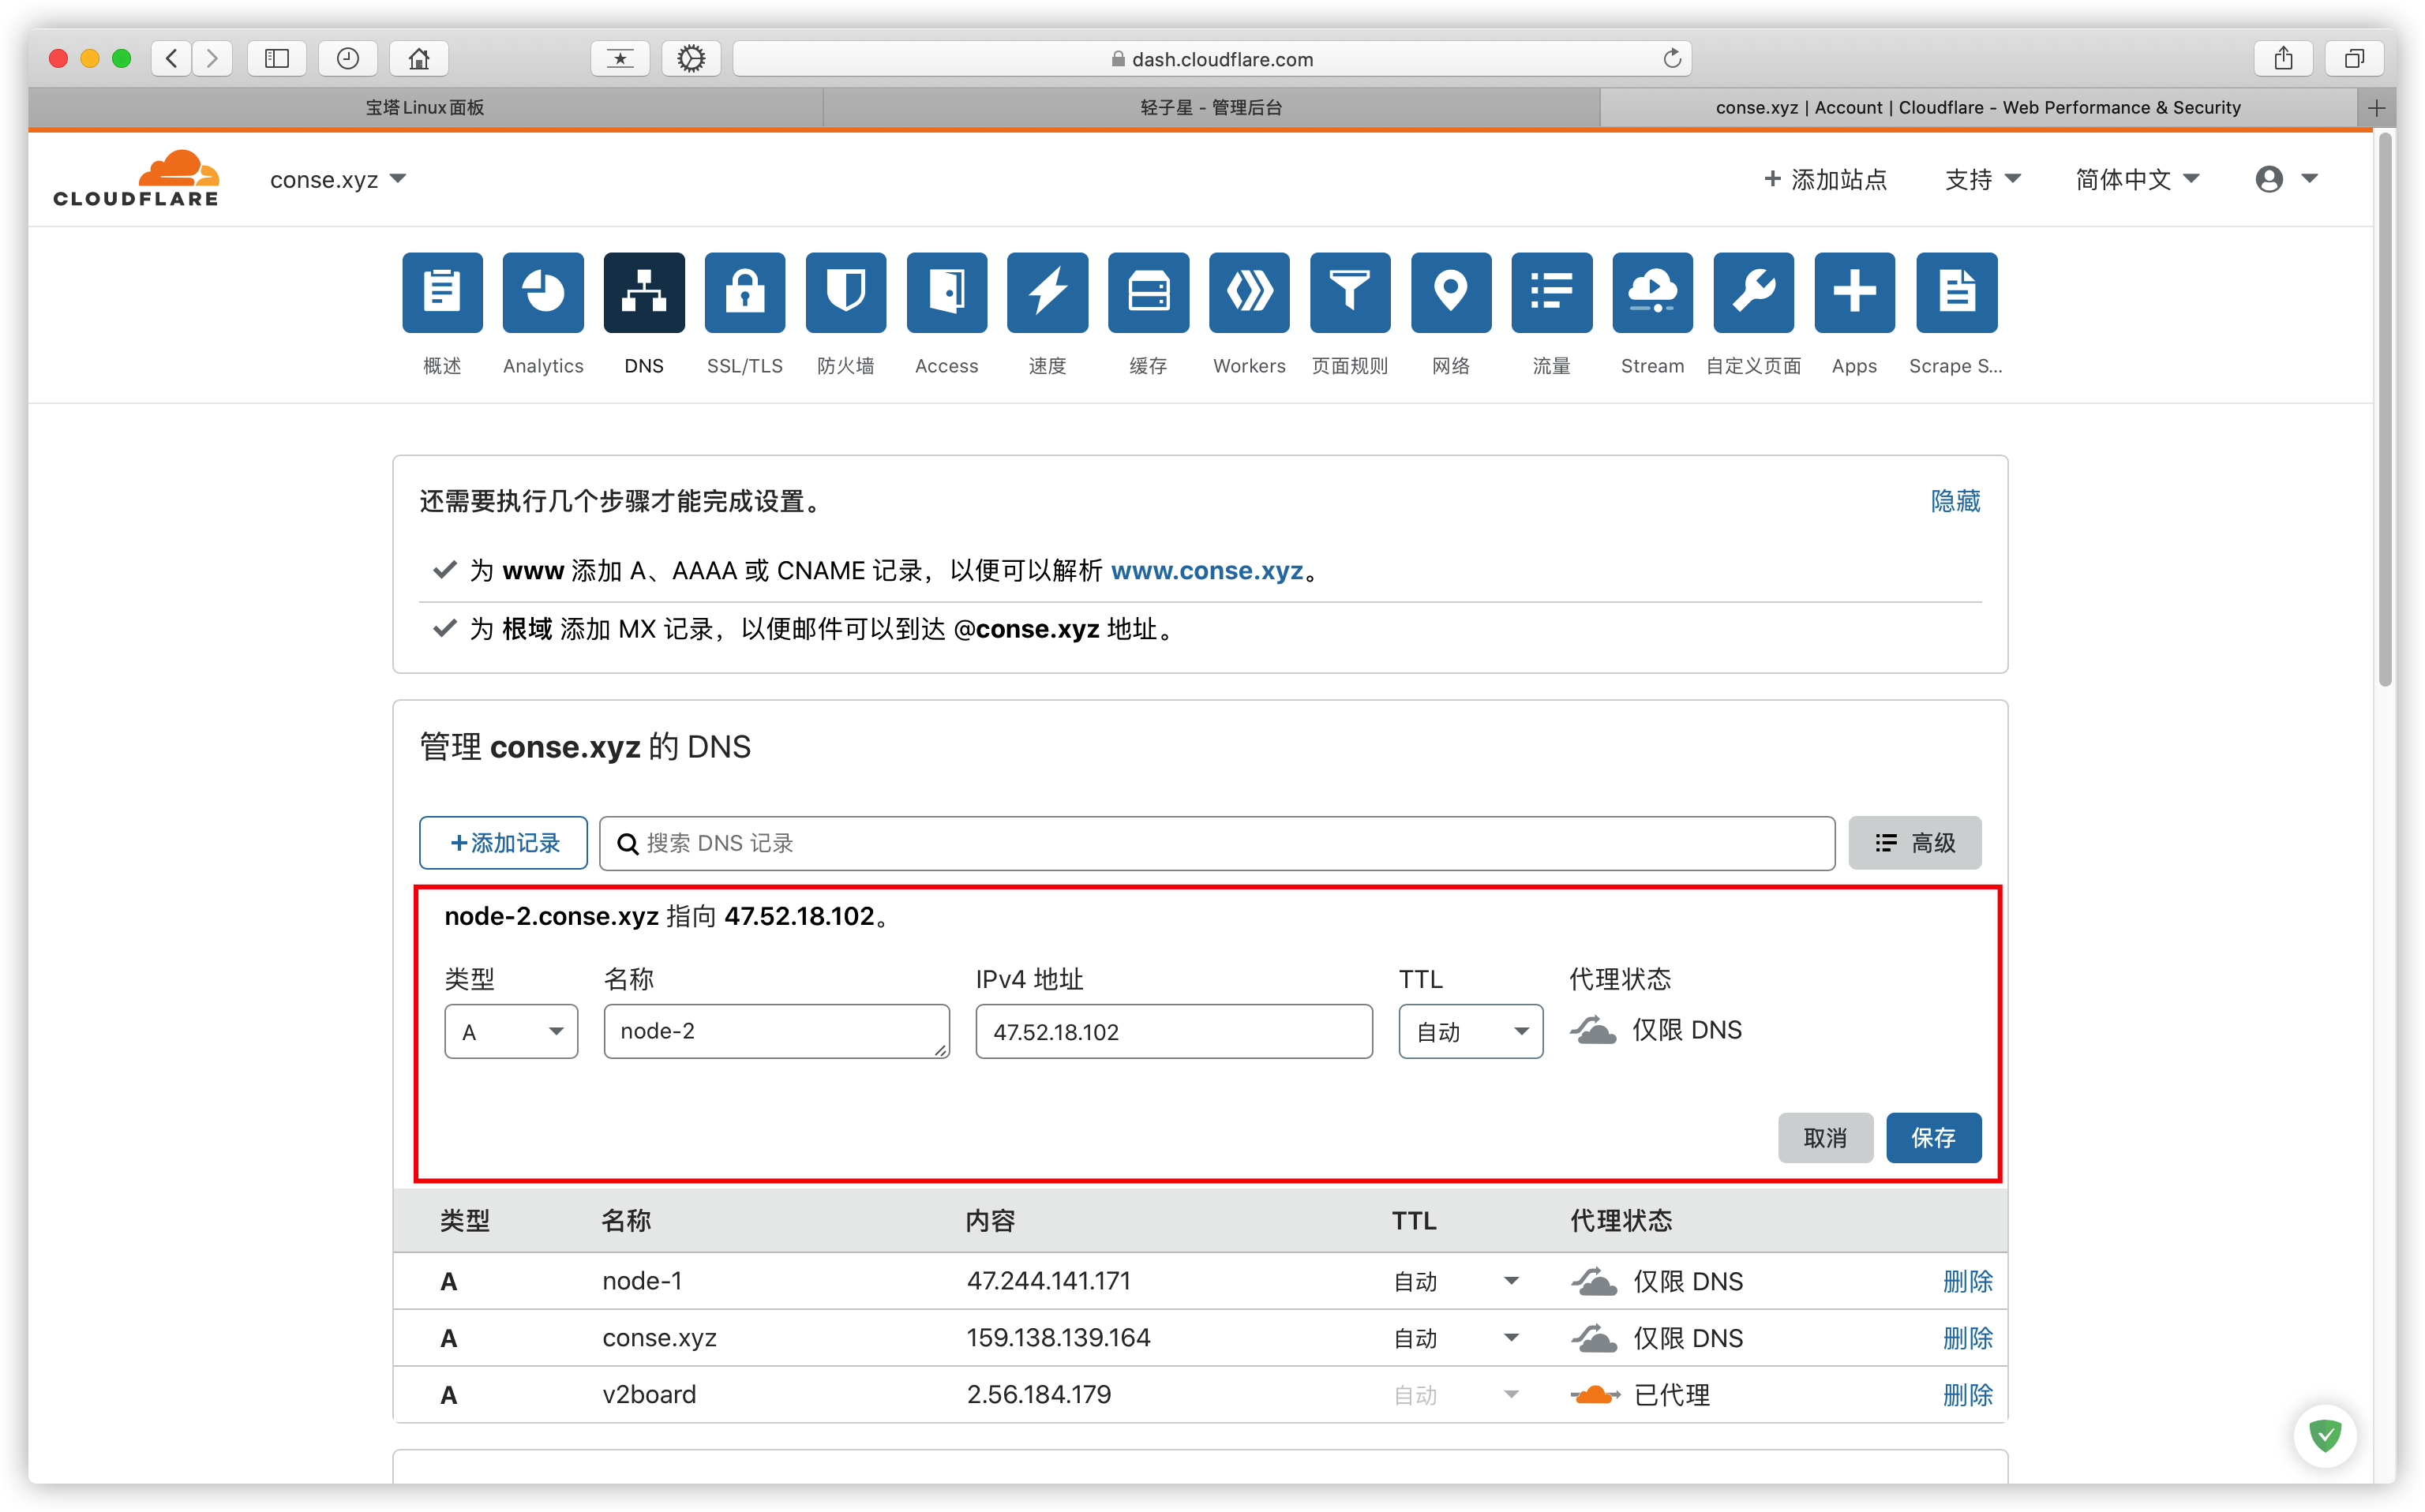 dash.cloudflare.com
宝塔Linux面板
轻子星 - 管理后台
conse.xyz | Account | Cloudflare - Web Performance & Security
CLOUDFLARE
conse.xyz
+ 添加站点
支持
简体中文
概述
Analytics
DNS
SSL/TLS
防火墙
Access
速度
缓存
Workers
页面规则
网络
流量
Stream
自定义页面
Apps
Scrape S...
还需要执行几个步骤才能完成设置。
隐藏
为 www 添加 A、AAAA 或 CNAME 记录，以便可以解析 www.conse.xyz。
为 根域 添加 MX 记录，以便邮件可以到达 @conse.xyz 地址。
管理 conse.xyz 的 DNS
+添加记录
搜索 DNS 记录
高级
node-2.conse.xyz 指向 47.52.18.102。
类型 名称 IPv4 地址 TTL 代理状态
A node-2 47.52.18.102 自动 仅限 DNS
取消 保存
类型 名称 内容 TTL 代理状态
A node-1 47.244.141.171 自动 仅限 DNS 删除
A conse.xyz 159.138.139.164 自动 仅限 DNS 删除
A v2board 2.56.184.179 自动 已代理 删除